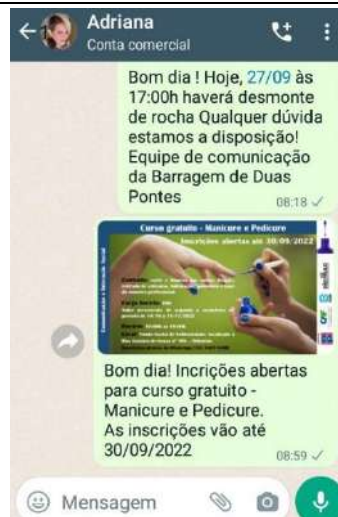 Adriana
Conta comercial
Bom dia ! Hoje, 27/09 às
17:00h haverá desmonte
de rocha Qualquer dúvida
estamos a disposição!
Equipe de comunicação
da Barragem de Duas
Pontes
08:18
Curso gratuito - Manicure e Pedicure
Inscrições abertas até 30/09/2022
Bom dia! Incrições abertas
para curso gratuito -
Manicure e Pedicure.
As inscrições vão até
30/09/2022
08:59
Mensagem